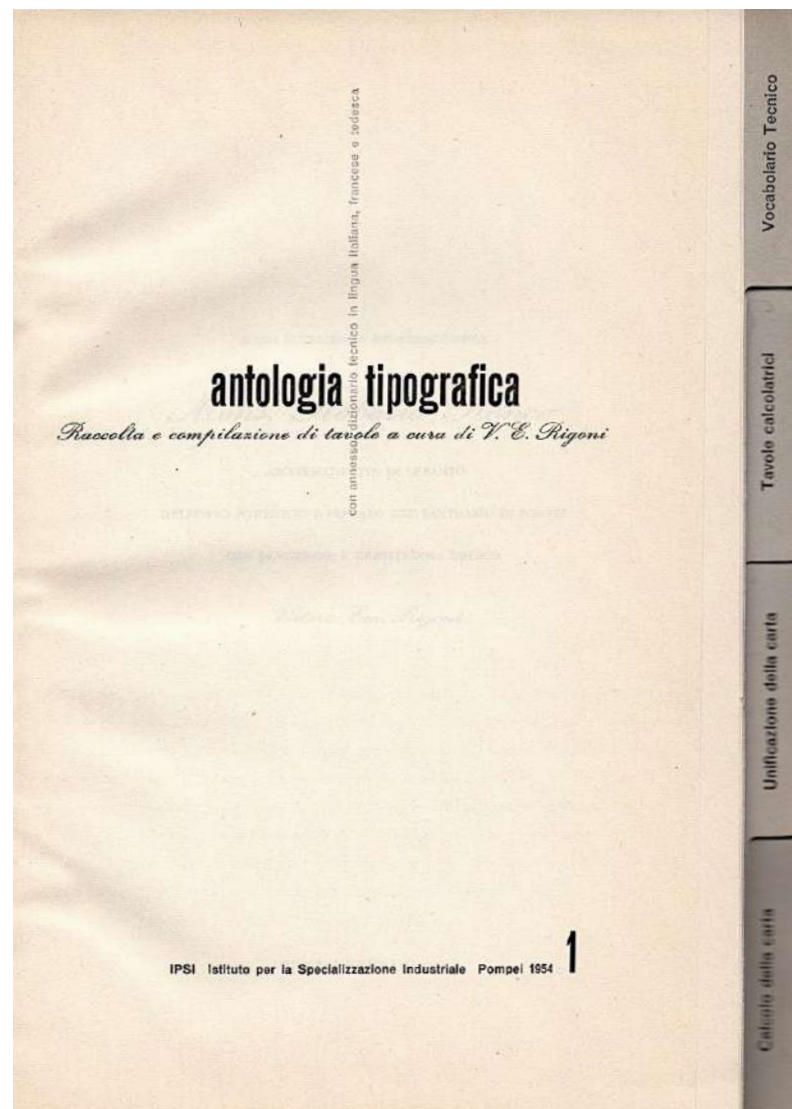 con annesso dizionario tecnico in lingua italiana, francese e tedesca
antologia tipografica
Raccolta e compilazione di tavole a cura di V. E. Rigoni
IPSI Istituto per la Specializzazione Industriale Pompei 1954 1
Vocabolario Tecnico
Tavole calcolatrici
Unificazione della carta
Calcolo della carta